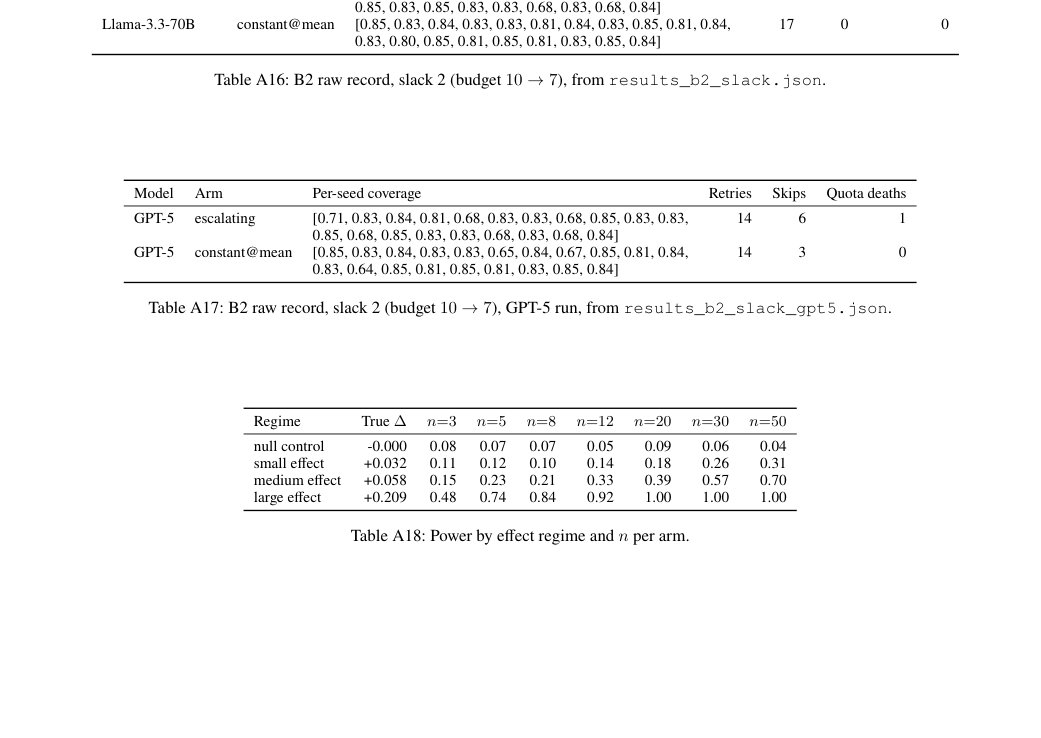 0.85, 0.83, 0.85, 0.83, 0.83, 0.68, 0.83, 0.68, 0.84]
Llama-3.3-70B constant@mean [0.85, 0.83, 0.84, 0.83, 0.83, 0.81, 0.84, 0.83, 0.85, 0.81, 0.84, 17 0 0
0.83, 0.80, 0.85, 0.81, 0.85, 0.81, 0.83, 0.85, 0.84]
Table A16: B2 raw record, slack 2 (budget 10 → 7), from results_b2_slack.json.
Model Arm Per-seed coverage Retries Skips Quota deaths
GPT-5 escalating [0.71, 0.83, 0.84, 0.81, 0.68, 0.83, 0.83, 0.68, 0.85, 0.83, 0.83, 14 6 1
0.85, 0.68, 0.85, 0.83, 0.83, 0.68, 0.83, 0.68, 0.84]
GPT-5 constant@mean [0.85, 0.83, 0.84, 0.83, 0.83, 0.65, 0.84, 0.67, 0.85, 0.81, 0.84, 14 3 0
0.83, 0.64, 0.85, 0.81, 0.85, 0.81, 0.83, 0.85, 0.84]
Table A17: B2 raw record, slack 2 (budget 10 → 7), GPT-5 run, from results_b2_slack_gpt5.json.
Regime True Δ n=3 n=5 n=8 n=12 n=20 n=30 n=50
null control -0.000 0.08 0.07 0.07 0.05 0.09 0.06 0.04
small effect +0.032 0.11 0.12 0.10 0.14 0.18 0.26 0.31
medium effect +0.058 0.15 0.23 0.21 0.33 0.39 0.57 0.70
large effect +0.209 0.48 0.74 0.84 0.92 1.00 1.00 1.00
Table A18: Power by effect regime and n per arm.